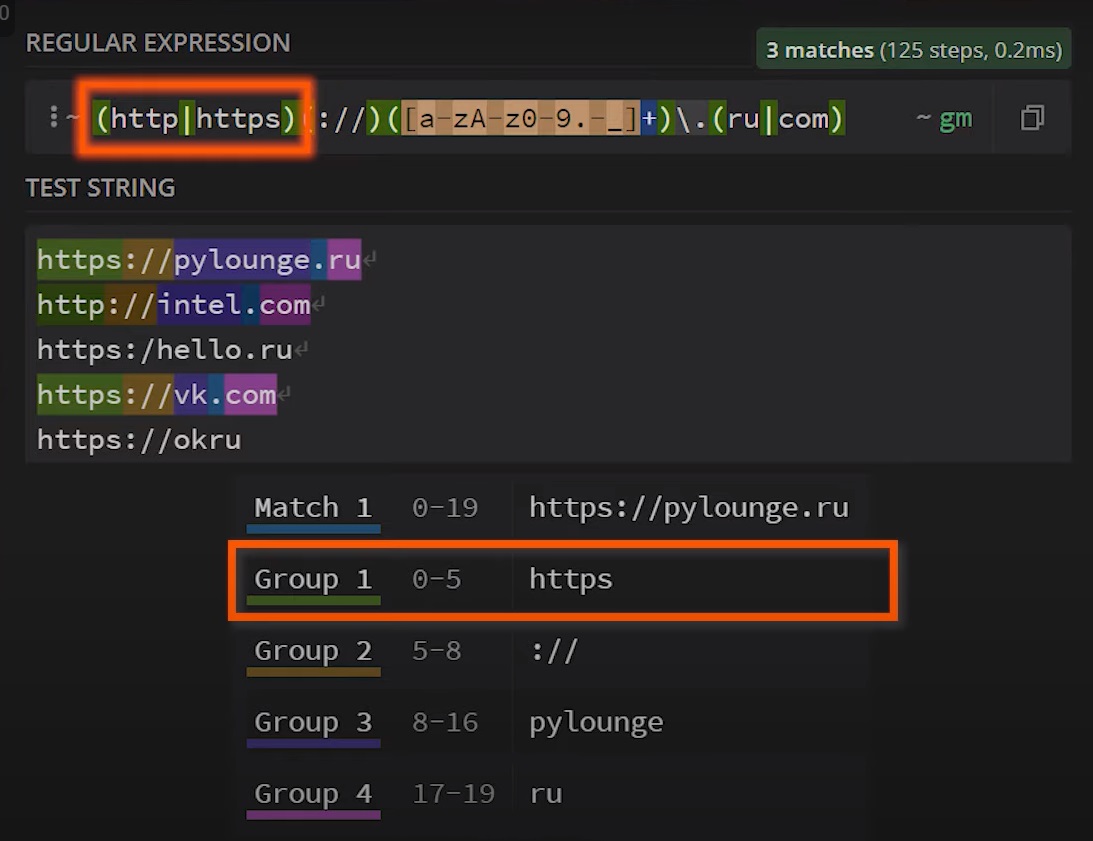 0
REGULAR EXPRESSION
3 matches (125 steps, 0.2ms)
⋮ ~ (http|https)(://)([a-zA-z0-9.-_]+)\.(ru|com) ~ gm
TEST STRING
https://pylounge.ru↵
http://intel.com↵
https:/hello.ru↵
https://vk.com↵
https://okru
Match 1 0-19 https://pylounge.ru
Group 1 0-5 https
Group 2 5-8 ://
Group 3 8-16 pylounge
Group 4 17-19 ru